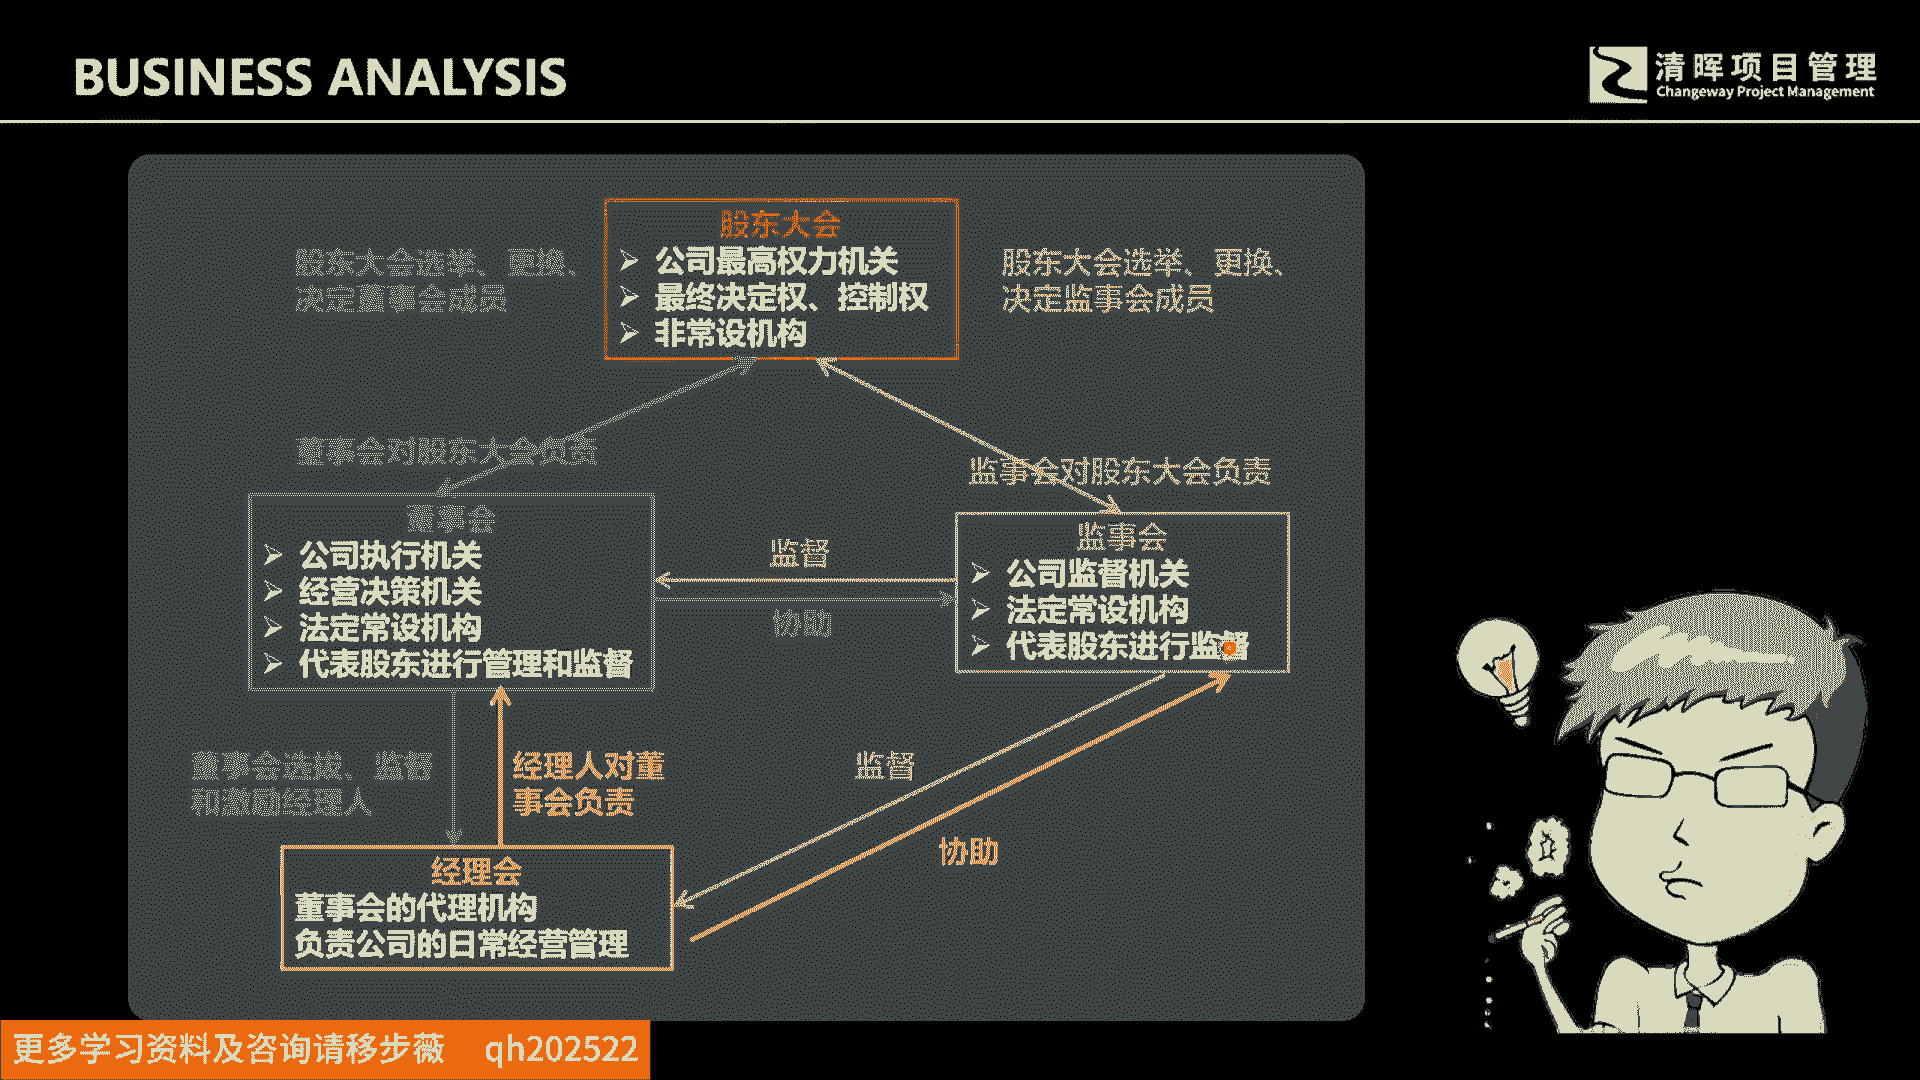 BUSINESS ANALYSIS
清晖项目管理
Changeway Project Management
股东大会
公司最高权力机关
最终决定权、控制权
非常设机构
股东大会选举、更换、
决定董事会成员
股东大会选举、更换、
决定监事会成员
董事会对股东大会负责
监事会对股东大会负责
董事会
公司执行机关
经营决策机关
法定常设机构
代表股东进行管理和监督
监督
协助
监事会
公司监督机关
法定常设机构
代表股东进行监督
董事会选拔、监督
和激励经理人
经理人对董
事会负责
监督
协助
经理会
董事会的代理机构
负责公司的日常经营管理
更多学习资料及咨询请移步薇 qh202522